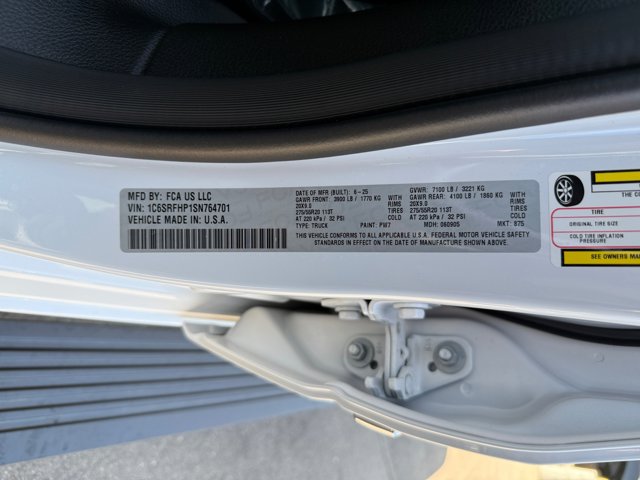 MFD BY: FCA US LLC
VIN: 1C6SRFHP1SN764701
VEHICLE MADE IN: U.S.A.
DATE OF MFR (BUILT): 6-25
GAWR FRONT: 3900 LB / 1770 KG
20X9.0
275/55R20 113T
AT 220 kPa / 32 PSI
TYPE: TRUCK PAINT: PW7
GVWR: 7100 LB / 3221 KG
GAWR REAR: 4100 LB / 1860 KG
WITH 20X9.0 RIMS
TIRES 275/55R20 113T TIRES
COLD AT 220 kPa / 32 PSI COLD
MDH: 060905 MKT: 875
THIS VEHICLE CONFORMS TO ALL APPLICABLE U.S.A. FEDERAL MOTOR VEHICLE SAFETY
STANDARDS IN EFFECT ON THE DATE OF MANUFACTURE SHOWN ABOVE
TIRE
ORIGINAL TIRE SIZE
COLD TIRE INFLATION
PRESSURE
SEE OWNERS MA